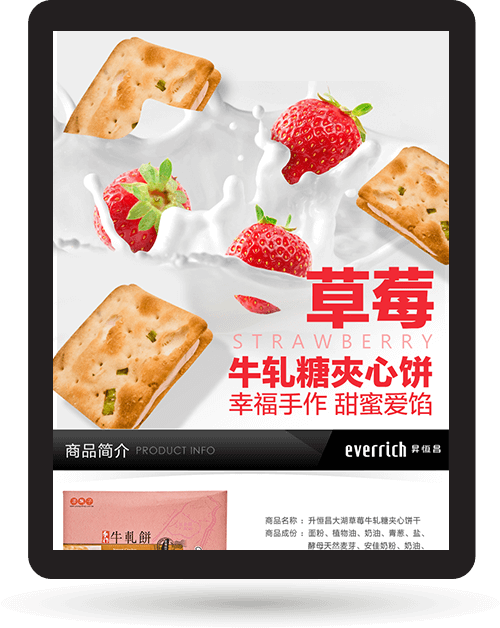 草莓
STRAWBERRY
牛轧糖夾心饼
幸福手作 甜蜜爱馅
商品简介 PRODUCT INFO
everrich 昇恆昌
牛軋餅
商品名称 ： 升恒昌大湖草莓牛轧糖夹心饼干
商品成份 ： 面粉、植物油、奶油、青葱、盐、
酵母天然麦芽、安佳奶粉、奶油、